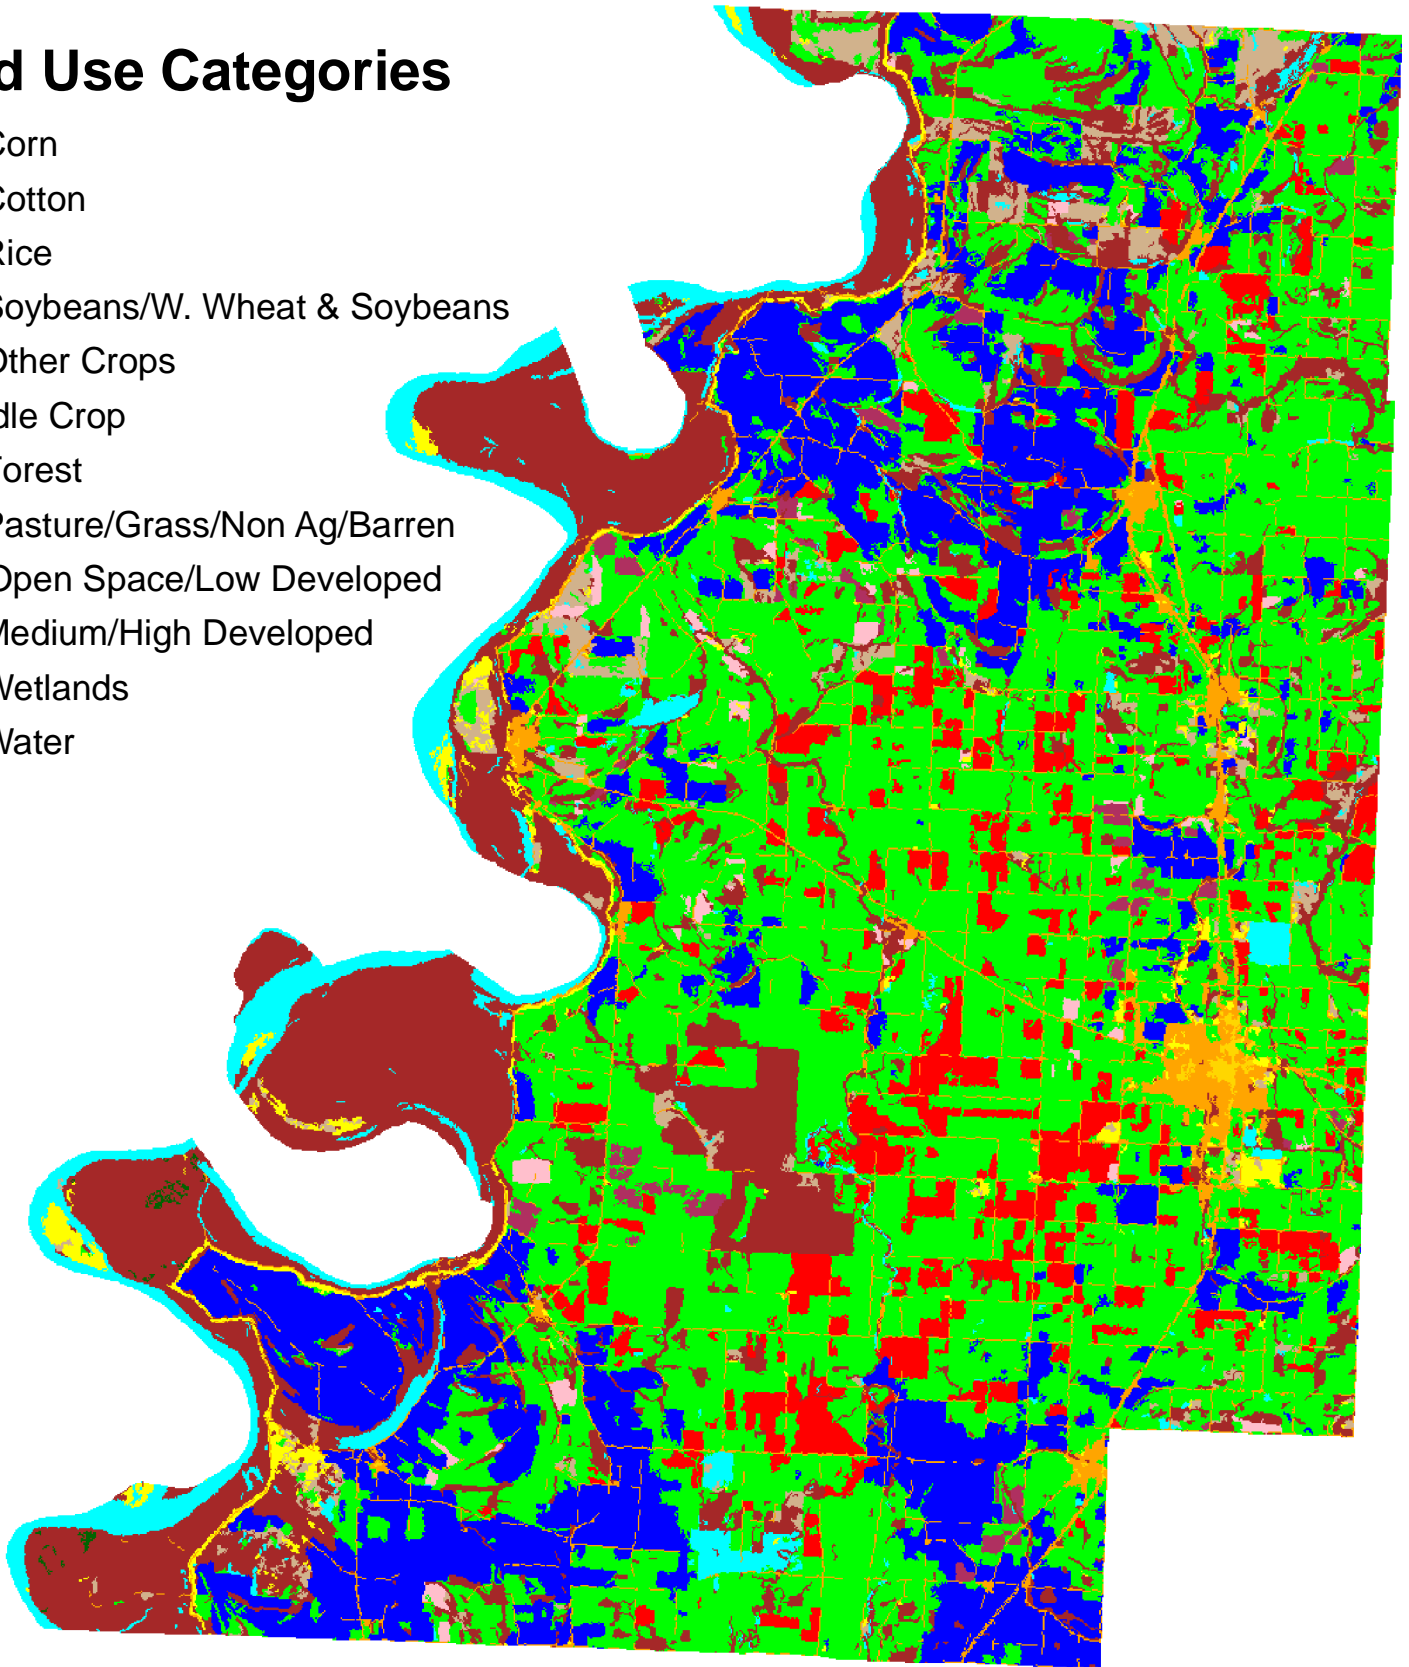 d Use Categories
Corn
Cotton
Rice
Soybeans/W. Wheat & Soybeans
Other Crops
dle Crop
Forest
Pasture/Grass/Non Ag/Barren
Open Space/Low Developed
Medium/High Developed
Wetlands
Water